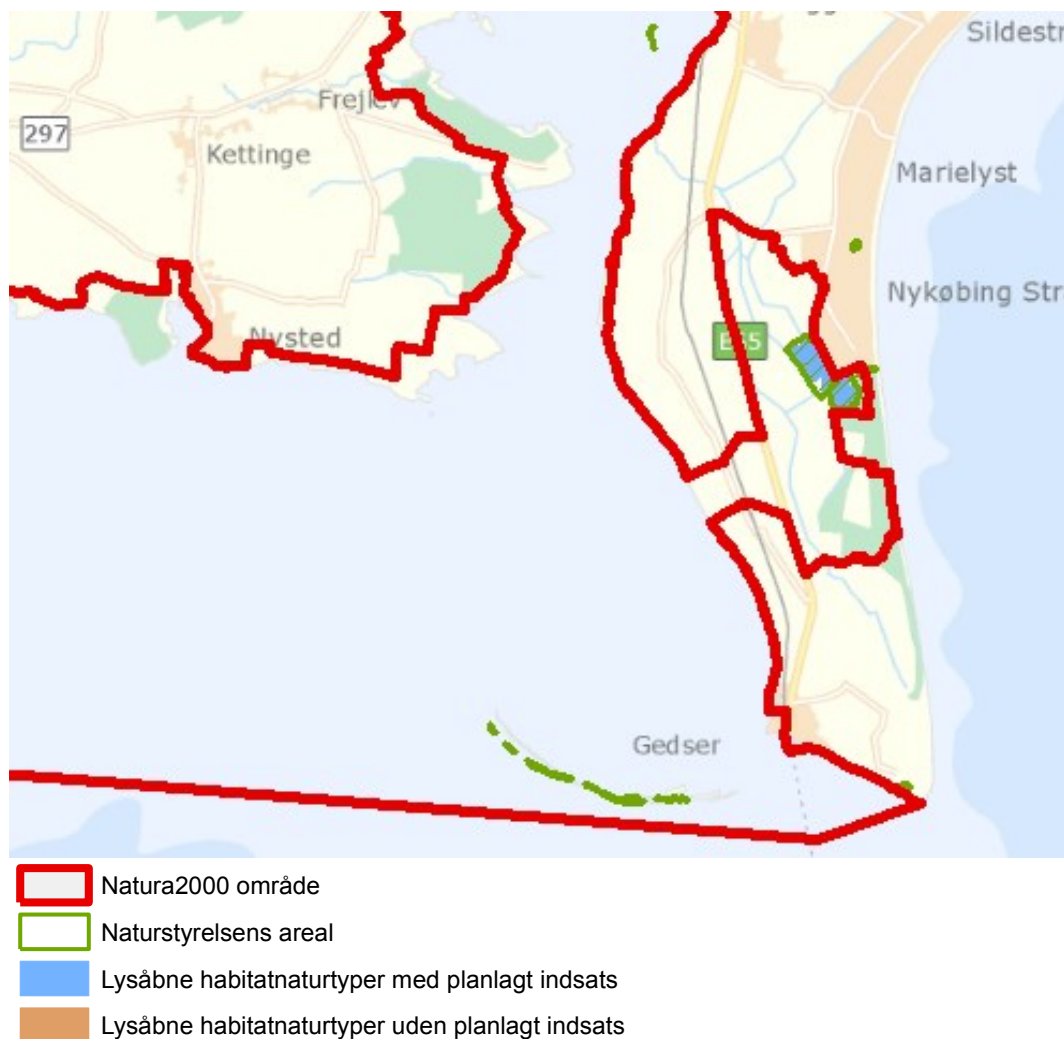 Sildestr
Frejlev
297
Kettinge
Marielyst
Nykøbing Str
Nysted
E55
Gedser
Natura2000 område
Naturstyrelsens areal
Lysåbne habitatnaturtyper med planlagt indsats
Lysåbne habitatnaturtyper uden planlagt indsats